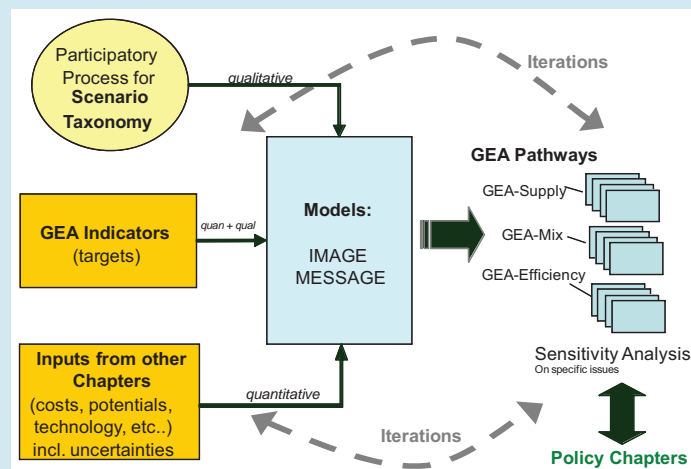 Participatory
Process for
Scenario
Taxonomy
qualitative
Iterations
GEA Indicators
(targets)
quan + qual
Models:
IMAGE
MESSAGE
GEA Pathways
GEA-Supply
GEA-Mix
GEA-Efficiency
Inputs from other
Chapters
(costs, potentials,
technology, etc..)
incl. uncertainties
quantitative
Iterations
Sensitivity Analysis
On specific issues
Policy Chapters